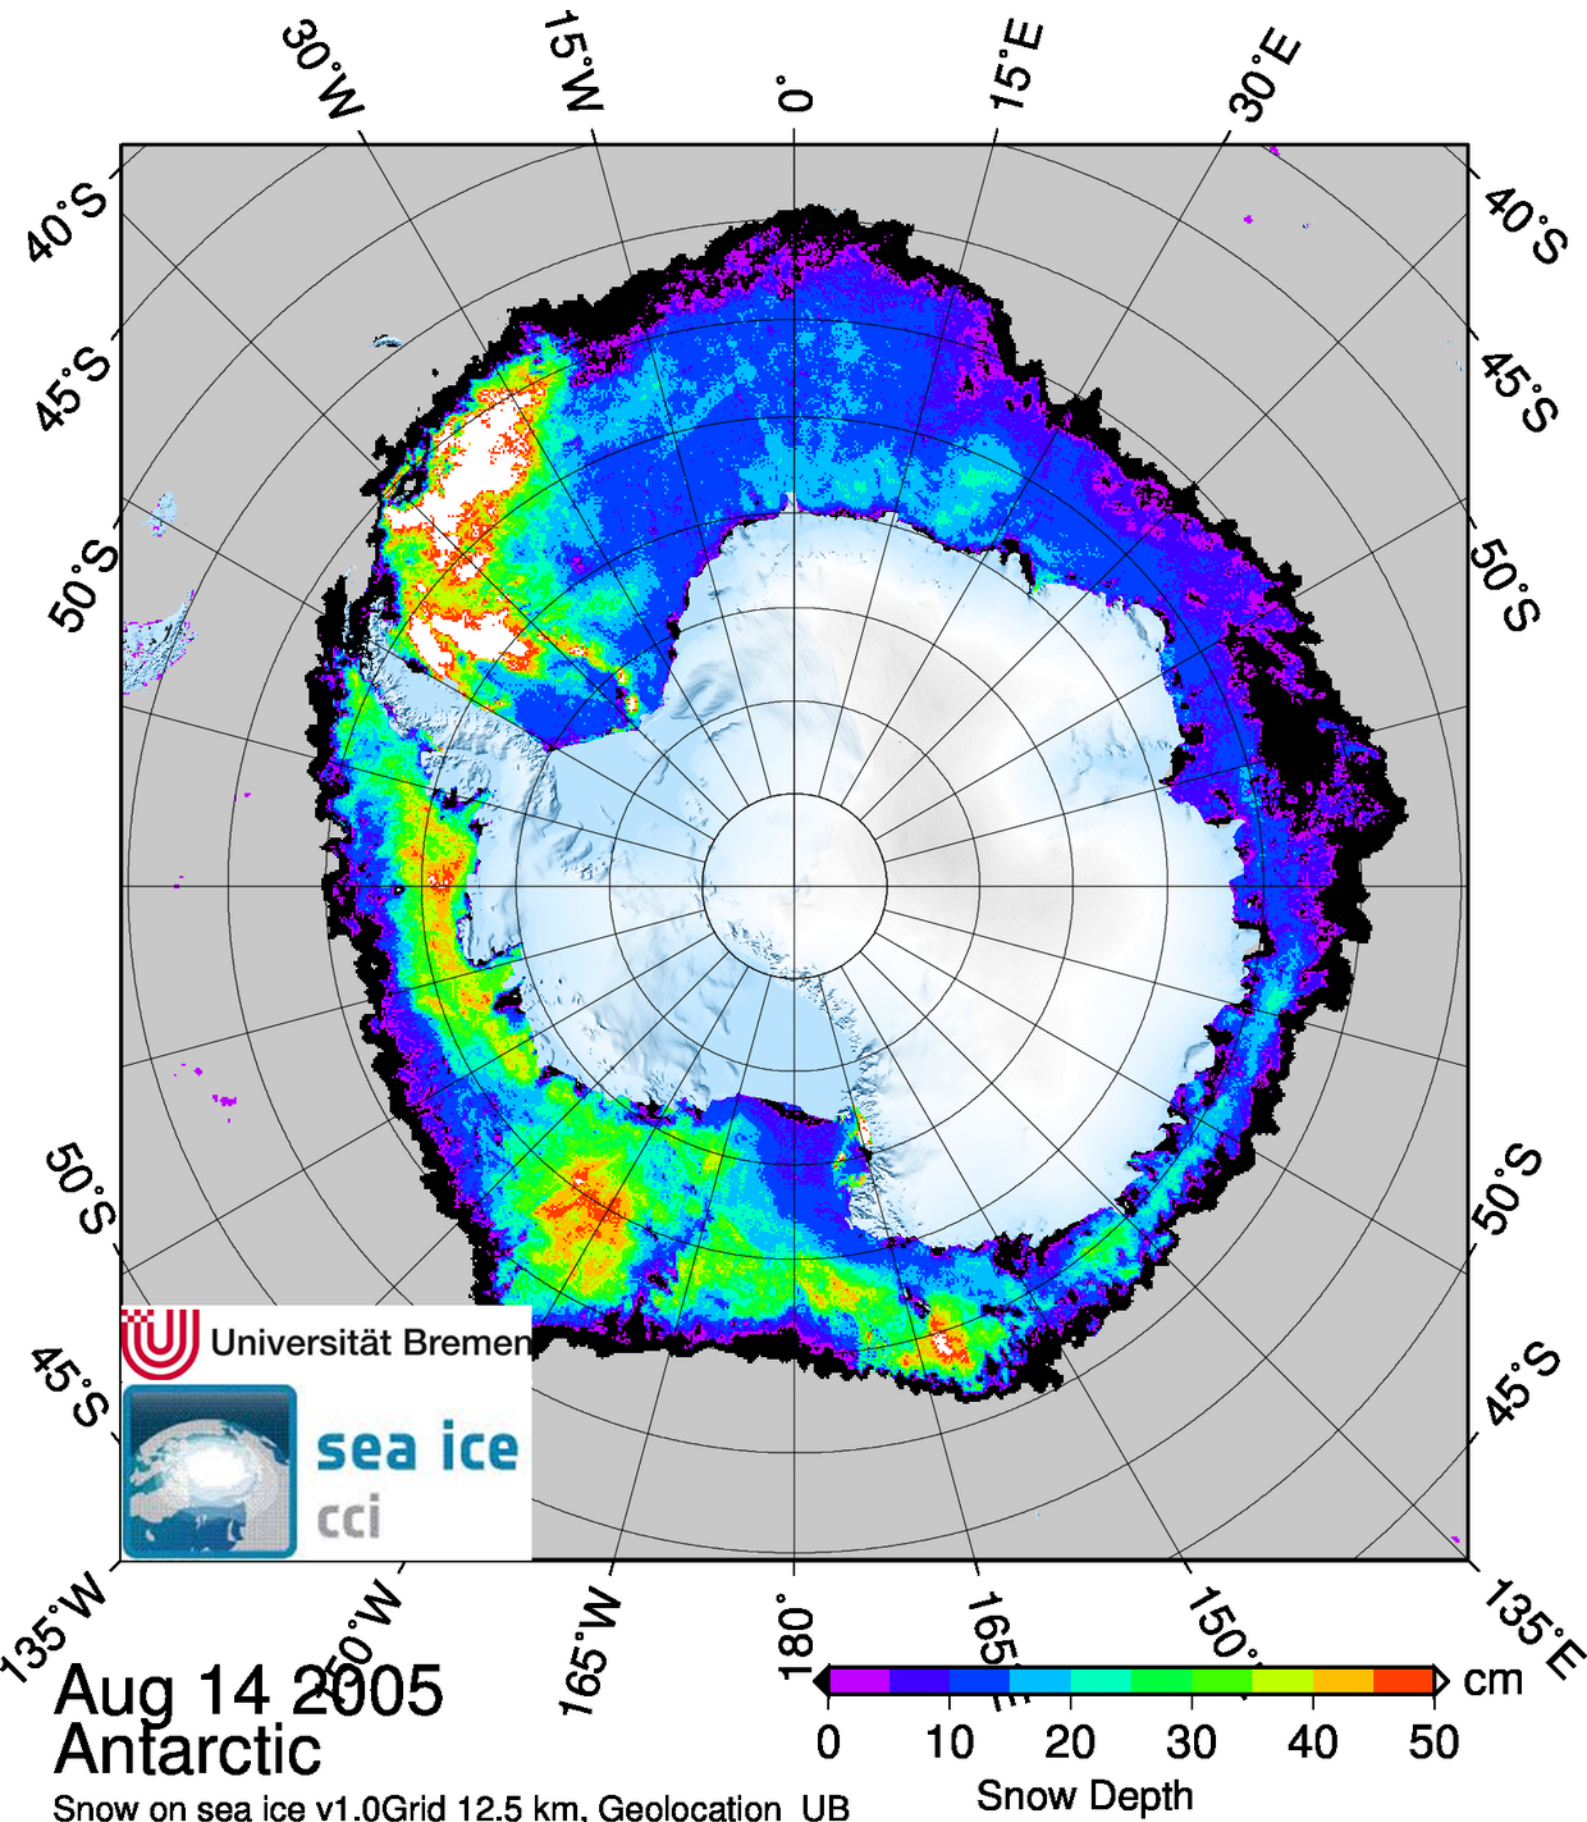 30°W
15°W
0°
15°E
30°E
40°S
40°S
45°S
45°S
50°S
50°S
50°S
50°S
45°S
45°S
Universität Bremen
sea ice
cci
135°W
165°W
180°
135°E
Aug 14 2005
Antarctic
Snow on sea ice v1.0Grid 12.5 km, Geolocation UB
cm
0 10 20 30 40 50
Snow Depth